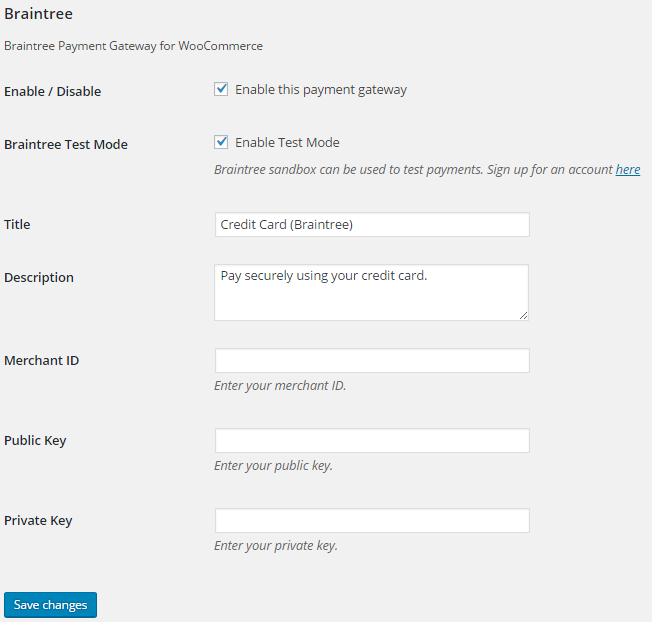 Braintree
Braintree Payment Gateway for WooCommerce
Enable / Disable
Enable this payment gateway
Braintree Test Mode
Enable Test Mode
Braintree sandbox can be used to test payments. Sign up for an account here
Title
Credit Card (Braintree)
Description
Pay securely using your credit card.
Merchant ID
Enter your merchant ID.
Public Key
Enter your public key.
Private Key
Enter your private key.
Save changes